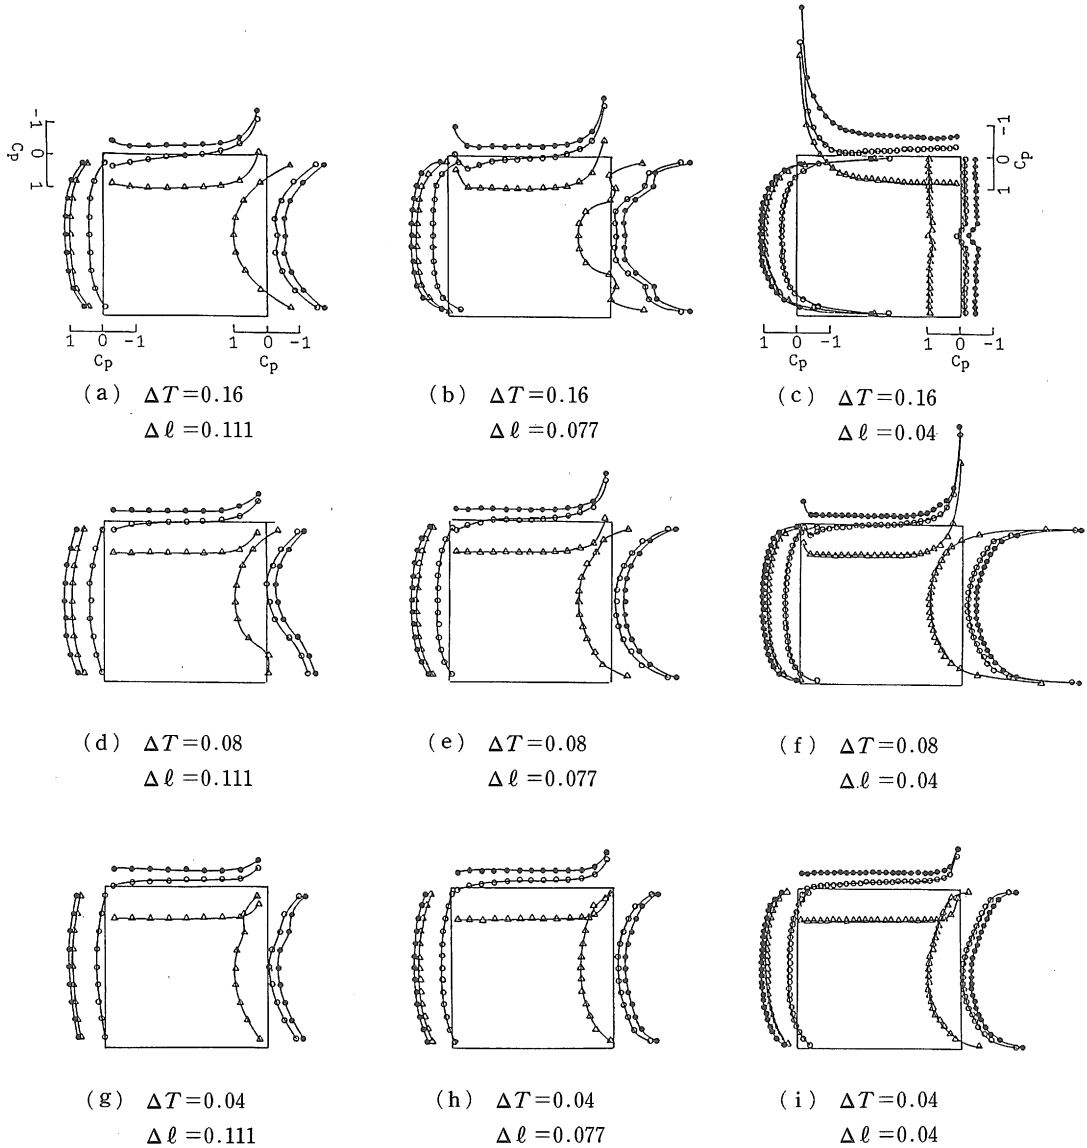 -1
0
1
Cp
1 0 -1
Cp
1 0 -1
Cp
-1
0
1
Cp
1 0 -1
Cp
1 0 -1
Cp
(a) ΔT=0.16
Δℓ=0.111
(b) ΔT=0.16
Δℓ=0.077
(c) ΔT=0.16
Δℓ=0.04
(d) ΔT=0.08
Δℓ=0.111
(e) ΔT=0.08
Δℓ=0.077
(f) ΔT=0.08
Δℓ=0.04
(g) ΔT=0.04
Δℓ=0.111
(h) ΔT=0.04
Δℓ=0.077
(i) ΔT=0.04
Δℓ=0.04